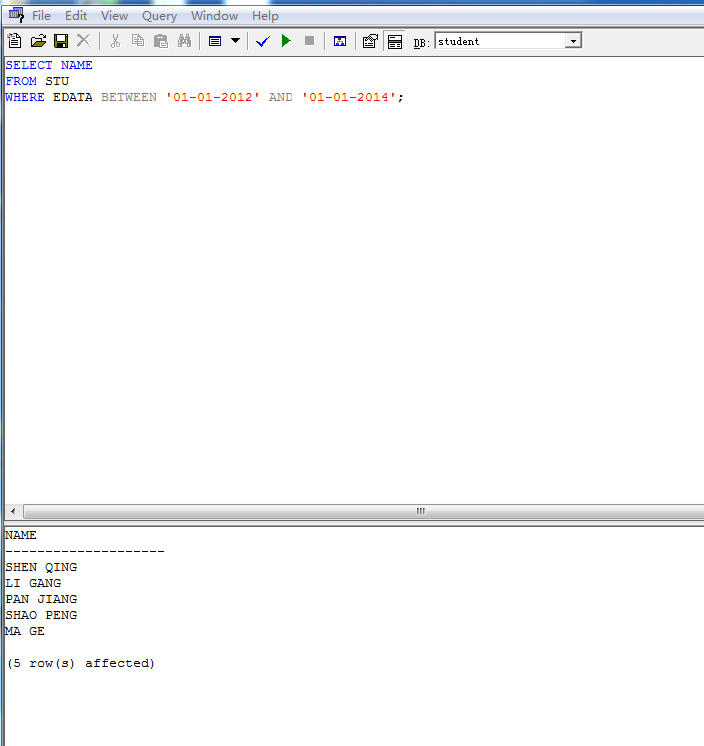 File Edit View Query Window Help
DB: student
SELECT NAME
FROM STU
WHERE EDATA BETWEEN '01-01-2012' AND '01-01-2014';
NAME
--------------------
SHEN QING
LI GANG
PAN JIANG
SHAO PENG
MA GE
(5 row(s) affected)